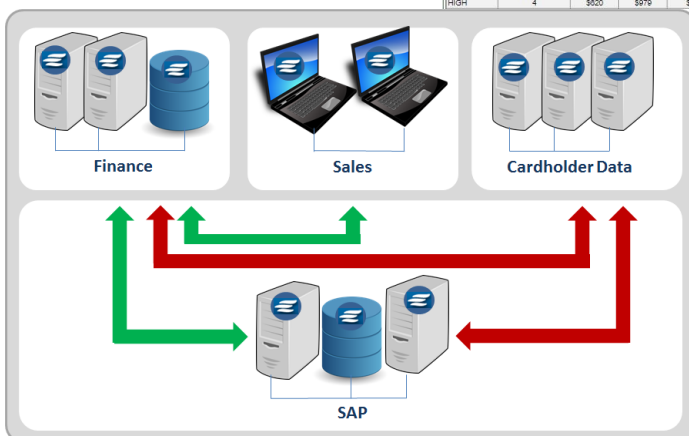 HIGH 4 $620 $979 $
Finance
Sales
Cardholder Data
SAP